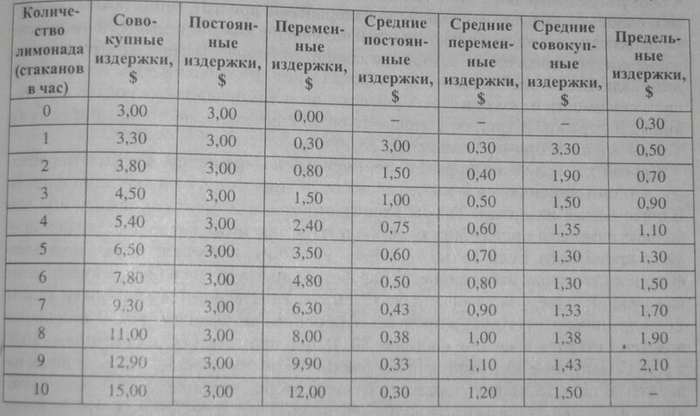 Количе-
ство
лимонада
(стаканов
в час)
Сово-
купные
издержки,
$
Постоян-
ные
издержки,
$
Перемен-
ные
издержки,
$
Средние
постоян-
ные
издержки,
$
Средние
перемен-
ные
издержки,
$
Средние
совокуп-
ные
издержки,
$
Предель-
ные
издержки,
$
0 3,00 3,00 0,00 – – – 0,30
1 3,30 3,00 0,30 3,00 0,30 3,30 0,50
2 3,80 3,00 0,80 1,50 0,40 1,90 0,70
3 4,50 3,00 1,50 1,00 0,50 1,50 0,90
4 5,40 3,00 2,40 0,75 0,60 1,35 1,10
5 6,50 3,00 3,50 0,60 0,70 1,30 1,30
6 7,80 3,00 4,80 0,50 0,80 1,30 1,50
7 9,30 3,00 6,30 0,43 0,90 1,33 1,70
8 11,00 3,00 8,00 0,38 1,00 1,38 1,90
9 12,90 3,00 9,90 0,33 1,10 1,43 2,10
10 15,00 3,00 12,00 0,30 1,20 1,50 –